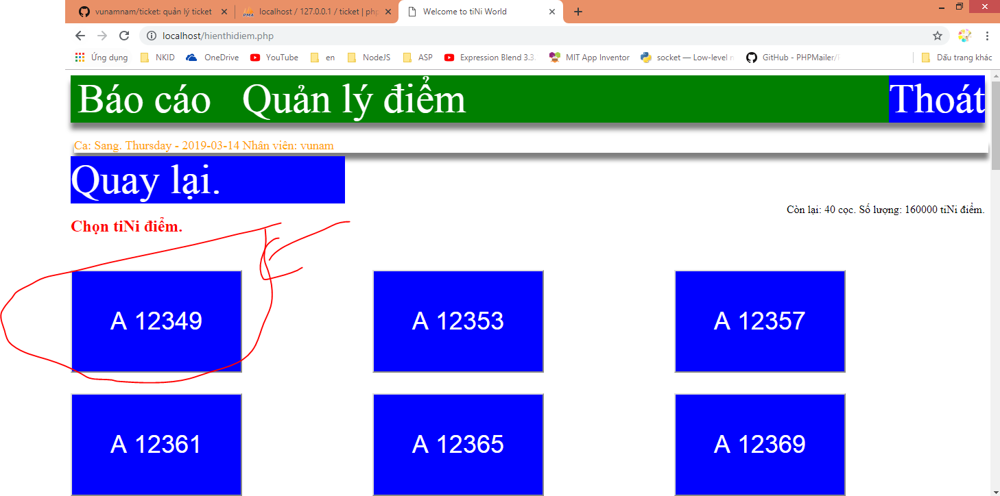 vunamnam/ticket: quản lý ticket
localhost / 127.0.0.1 / ticket | php
Welcome to tiNi World
localhost/hienthidiem.php
Ứng dụng NKID OneDrive YouTube en NodeJS ASP Expression Blend 3.3. MIT App Inventor socket — Low-level GitHub - PHPMailer/ Dấu trang khác
Báo cáo Quản lý điểm Thoát
Ca: Sang. Thursday - 2019-03-14 Nhân viên: vunam
Quay lại.
Còn lại: 40 cọc. Số lượng: 160000 tiNi điểm.
Chọn tiNi điểm.
A 12349 A 12353 A 12357
A 12361 A 12365 A 12369